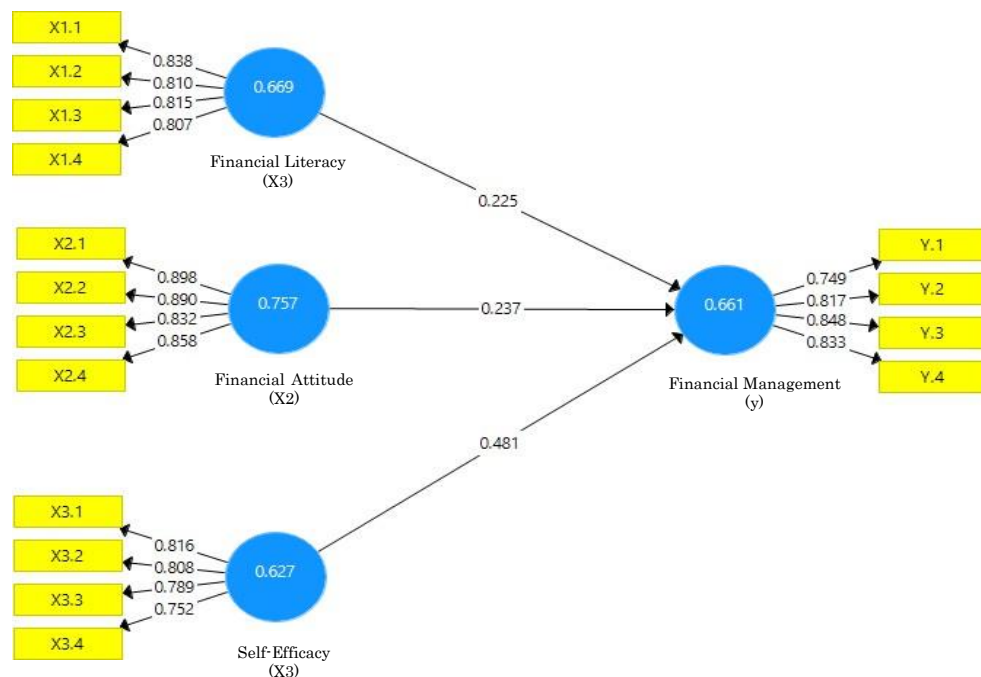 X1.1
X1.2
X1.3
X1.4
0.838
0.810
0.815
0.807
0.669
Financial Literacy
(X3)
0.225
X2.1
X2.2
X2.3
X2.4
0.898
0.890
0.832
0.858
0.757
Financial Attitude
(X2)
0.237
X3.1
X3.2
X3.3
X3.4
0.816
0.808
0.789
0.752
0.627
Self-Efficacy
(X3)
0.481
0.661
Financial Management
(y)
0.749
0.817
0.848
0.833
Y.1
Y.2
Y.3
Y.4